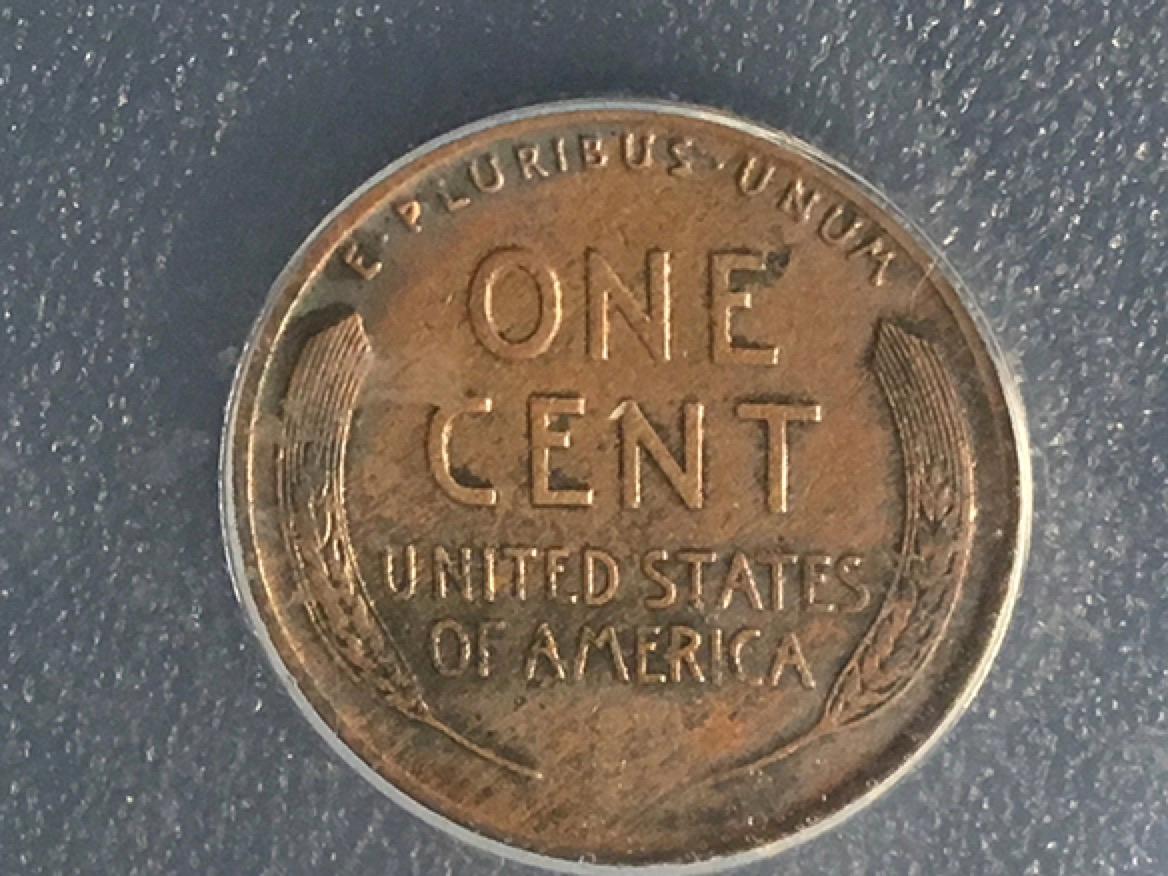 E·PLURIBUS·UNUM
ONE
CENT
UNITED STATES
OF AMERICA